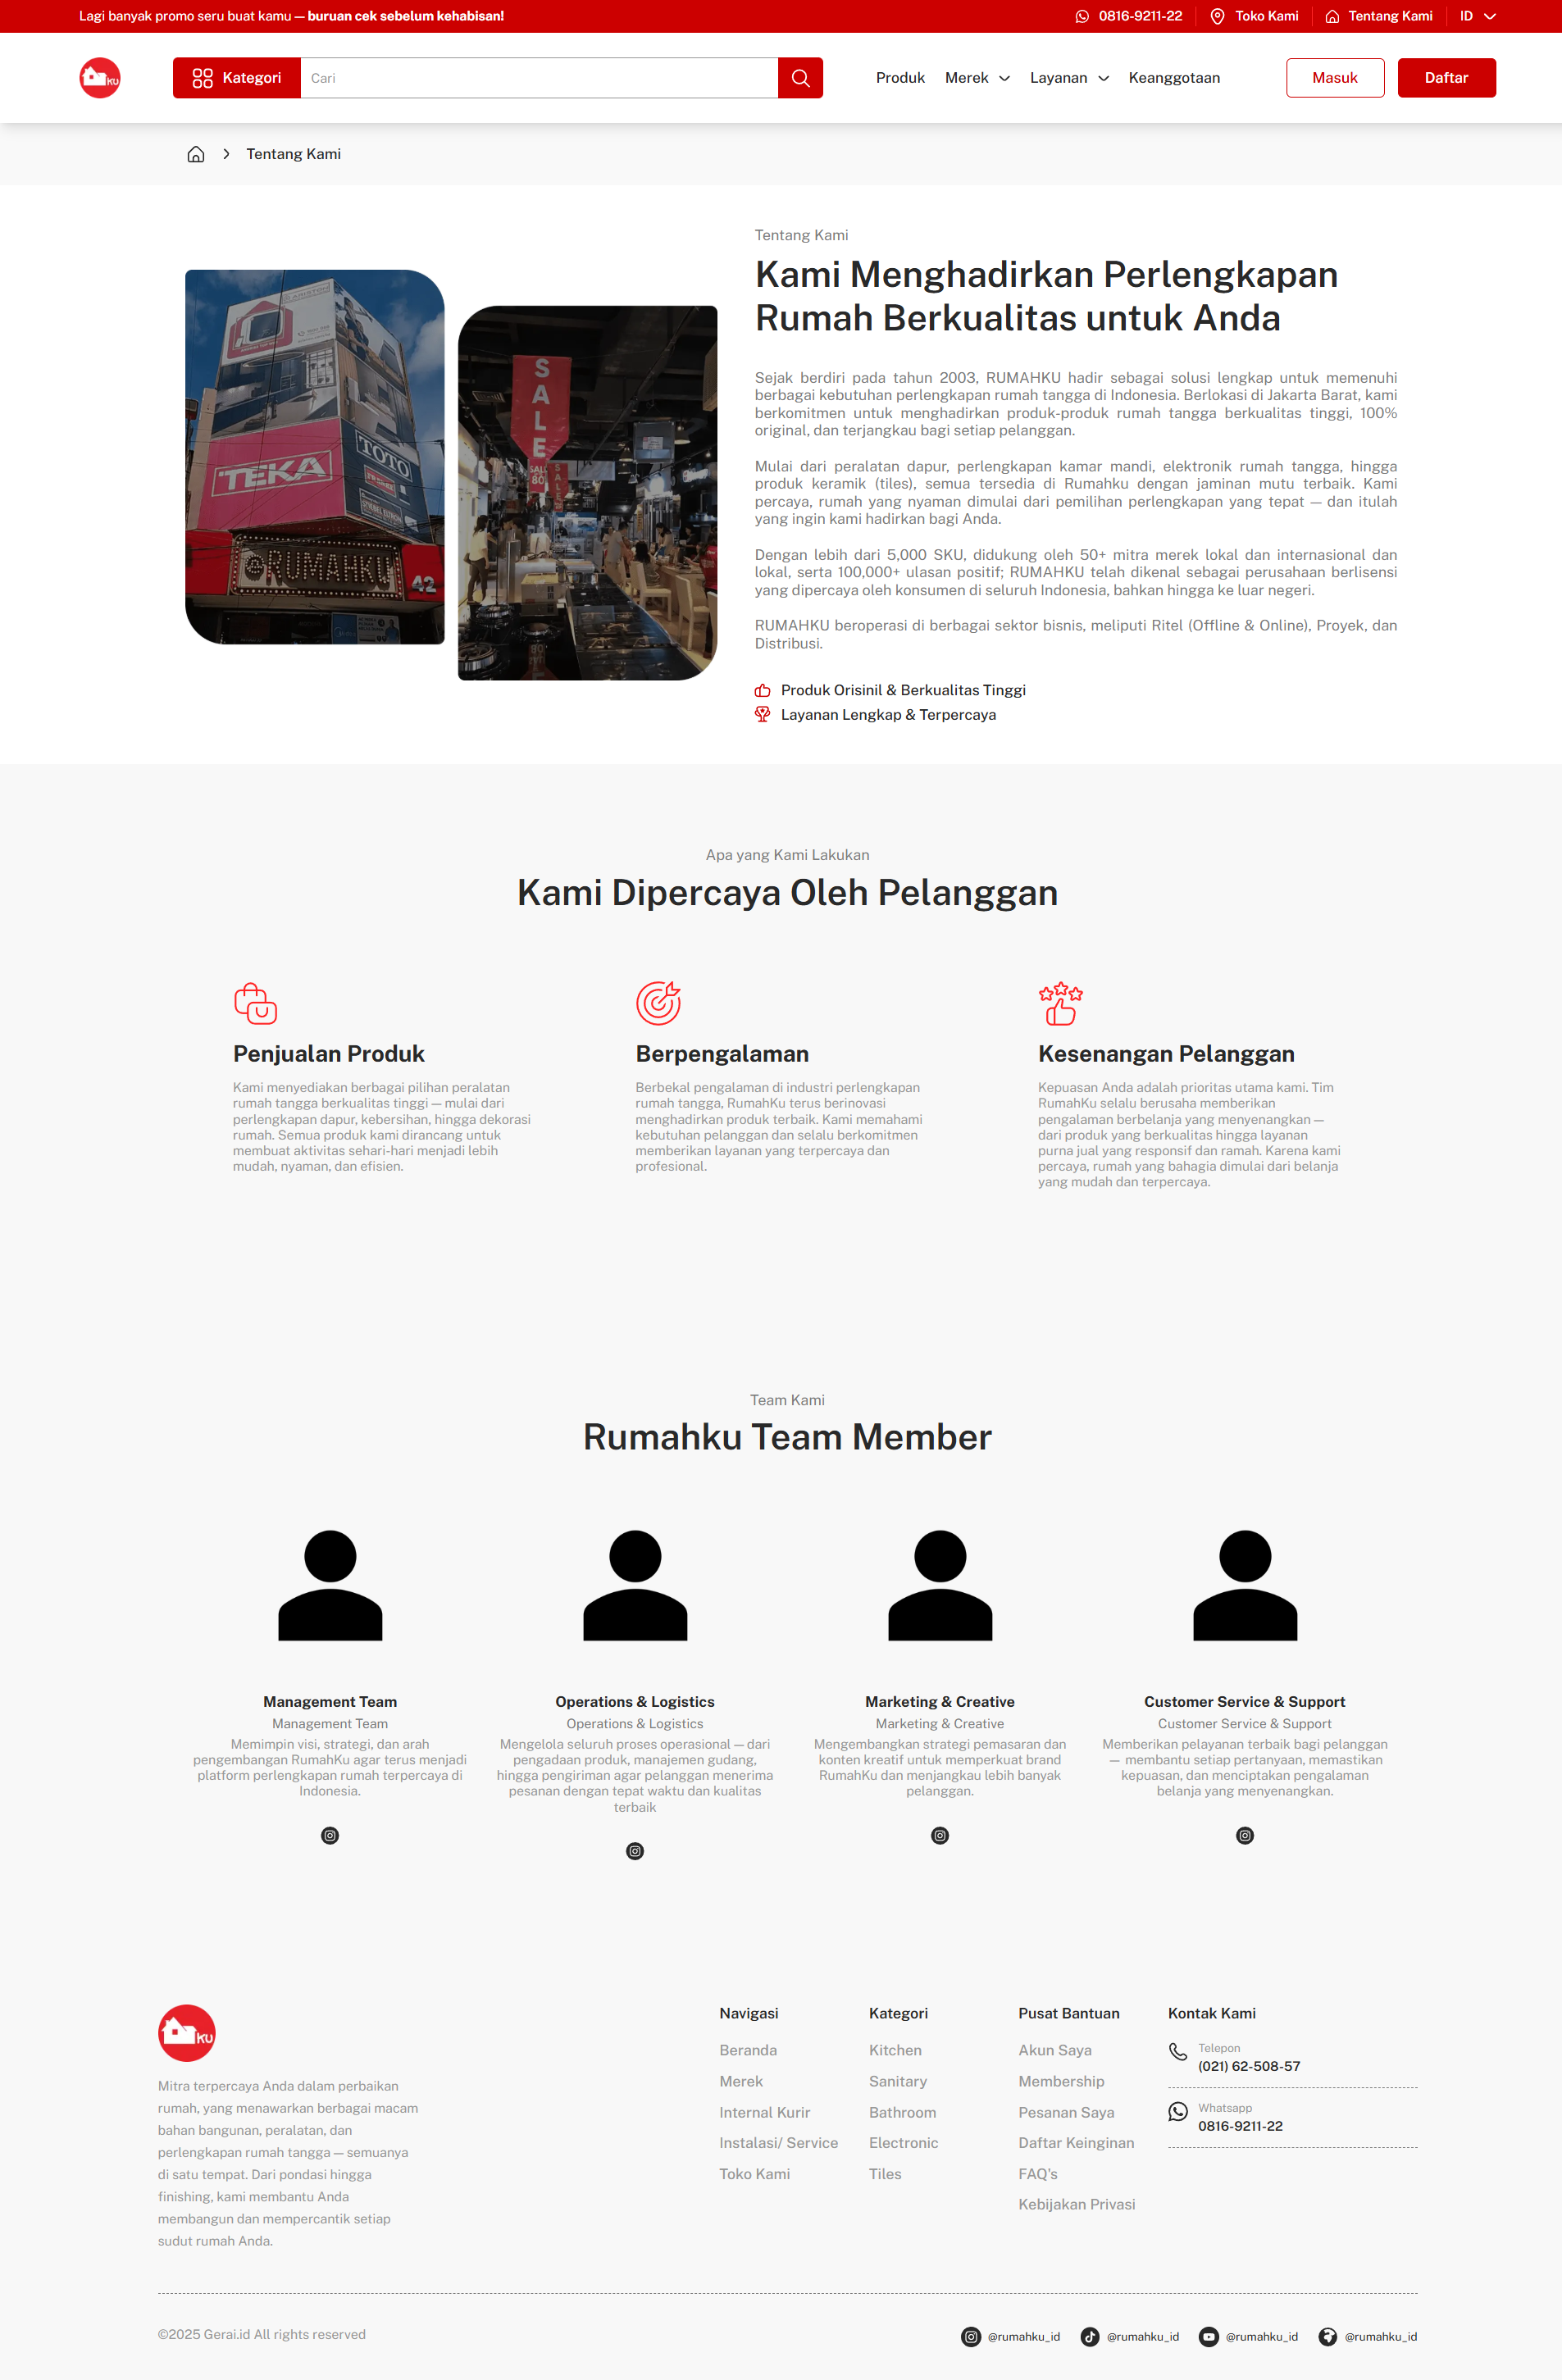 Lagi banyak promo seru buat kamu — buruan cek sebelum kehabisan!
0816-9211-22
Toko Kami
Tentang Kami
ID
KU
Kategori
Cari
Produk
Merek
Layanan
Keanggotaan
Masuk
Daftar
Tentang Kami
TEKA
TOTO
RUMAHKU
42
SALE
Tentang Kami
Kami Menghadirkan Perlengkapan
Rumah Berkualitas untuk Anda
Sejak berdiri pada tahun 2003, RUMAHKU hadir sebagai solusi lengkap untuk memenuhi
berbagai kebutuhan perlengkapan rumah tangga di Indonesia. Berlokasi di Jakarta Barat, kami
berkomitmen untuk menghadirkan produk-produk rumah tangga berkualitas tinggi, 100%
original, dan terjangkau bagi setiap pelanggan.
Mulai dari peralatan dapur, perlengkapan kamar mandi, elektronik rumah tangga, hingga
produk keramik (tiles), semua tersedia di Rumahku dengan jaminan mutu terbaik. Kami
percaya, rumah yang nyaman dimulai dari pemilihan perlengkapan yang tepat — dan itulah
yang ingin kami hadirkan bagi Anda.
Dengan lebih dari 5,000 SKU, didukung oleh 50+ mitra merek lokal dan internasional dan
lokal, serta 100,000+ ulasan positif; RUMAHKU telah dikenal sebagai perusahaan berlisensi
yang dipercaya oleh konsumen di seluruh Indonesia, bahkan hingga ke luar negeri.
RUMAHKU beroperasi di berbagai sektor bisnis, meliputi Ritel (Offline & Online), Proyek, dan
Distribusi.
Produk Orisinil & Berkualitas Tinggi
Layanan Lengkap & Terpercaya
Apa yang Kami Lakukan
Kami Dipercaya Oleh Pelanggan
Penjualan Produk
Kami menyediakan berbagai pilihan peralatan
rumah tangga berkualitas tinggi — mulai dari
perlengkapan dapur, kebersihan, hingga dekorasi
rumah. Semua produk kami dirancang untuk
membuat aktivitas sehari-hari menjadi lebih
mudah, nyaman, dan efisien.
Berpengalaman
Berbekal pengalaman di industri perlengkapan
rumah tangga, RumahKu terus berinovasi
menghadirkan produk terbaik. Kami memahami
kebutuhan pelanggan dan selalu berkomitmen
memberikan layanan yang terpercaya dan
profesional.
Kesenangan Pelanggan
Kepuasan Anda adalah prioritas utama kami. Tim
RumahKu selalu berusaha memberikan
pengalaman berbelanja yang menyenangkan —
dari produk yang berkualitas hingga layanan
purna jual yang responsif dan ramah. Karena kami
percaya, rumah yang bahagia dimulai dari belanja
yang mudah dan terpercaya.
Team Kami
Rumahku Team Member
Management Team
Management Team
Memimpin visi, strategi, dan arah
pengembangan RumahKu agar terus menjadi
platform perlengkapan rumah terpercaya di
Indonesia.
Operations & Logistics
Operations & Logistics
Mengelola seluruh proses operasional — dari
pengadaan produk, manajemen gudang,
hingga pengiriman agar pelanggan menerima
pesanan dengan tepat waktu dan kualitas
terbaik
Marketing & Creative
Marketing & Creative
Mengembangkan strategi pemasaran dan
konten kreatif untuk memperkuat brand
RumahKu dan menjangkau lebih banyak
pelanggan.
Customer Service & Support
Customer Service & Support
Memberikan pelayanan terbaik bagi pelanggan
— membantu setiap pertanyaan, memastikan
kepuasan, dan menciptakan pengalaman
belanja yang menyenangkan.
KU
Mitra terpercaya Anda dalam perbaikan
rumah, yang menawarkan berbagai macam
bahan bangunan, peralatan, dan
perlengkapan rumah tangga — semuanya
di satu tempat. Dari pondasi hingga
finishing, kami membantu Anda
membangun dan mempercantik setiap
sudut rumah Anda.
Navigasi
Beranda
Merek
Internal Kurir
Instalasi/ Service
Toko Kami
Kategori
Kitchen
Sanitary
Bathroom
Electronic
Tiles
Pusat Bantuan
Akun Saya
Membership
Pesanan Saya
Daftar Keinginan
FAQ's
Kebijakan Privasi
Kontak Kami
Telepon
(021) 62-508-57
Whatsapp
0816-9211-22
©2025 Gerai.id All rights reserved
@rumahku_id
@rumahku_id
@rumahku_id
@rumahku_id